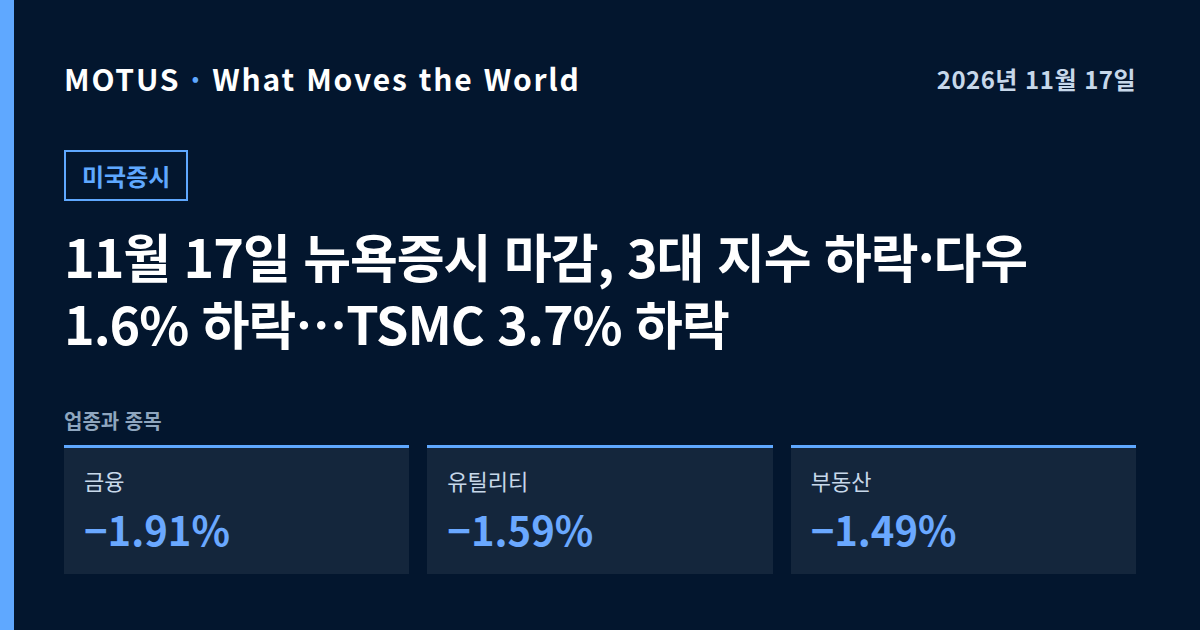 MOTUS · What Moves the World
2026년 11월 17일
미국증시
11월 17일 뉴욕증시 마감, 3대 지수 하락·다우
1.6% 하락…TSMC 3.7% 하락
업종과 종목
금융
−1.91%
유틸리티
−1.59%
부동산
−1.49%